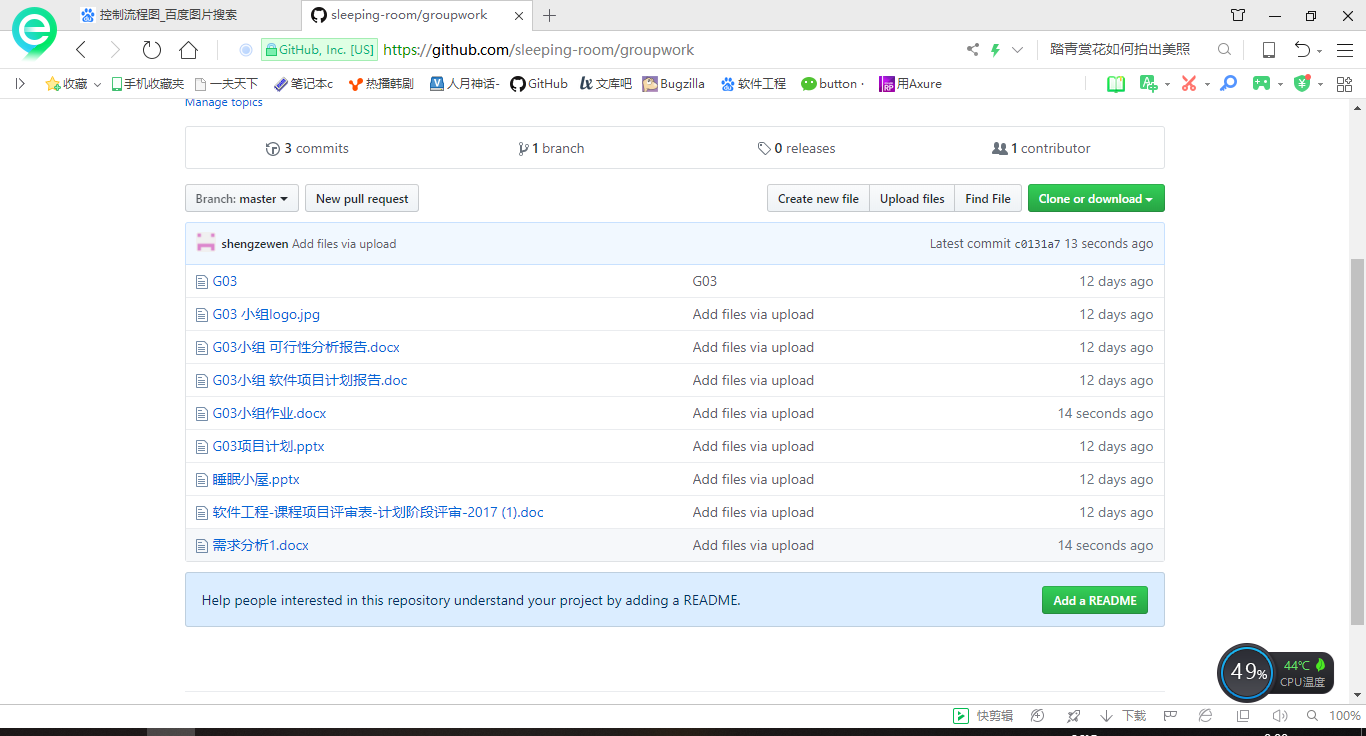 控制流程图_百度图片搜索
sleeping-room/groupwork
GitHub, Inc. [US] https://github.com/sleeping-room/groupwork
踏青赏花如何拍出美照
收藏 手机收藏夹 一夫天下 笔记本c 热播韩剧 人月神话- GitHub 文库吧 Bugzilla 软件工程 button · 用Axure
Manage topics
3 commits 1 branch 0 releases 1 contributor
Branch: master New pull request Create new file Upload files Find File Clone or download
shengzewen Add files via upload Latest commit c0131a7 13 seconds ago
G03 G03 12 days ago
G03 小组logo.jpg Add files via upload 12 days ago
G03小组 可行性分析报告.docx Add files via upload 12 days ago
G03小组 软件项目计划报告.doc Add files via upload 12 days ago
G03小组作业.docx Add files via upload 14 seconds ago
G03项目计划.pptx Add files via upload 12 days ago
睡眠小屋.pptx Add files via upload 12 days ago
软件工程-课程项目评审表-计划阶段评审-2017 (1).doc Add files via upload 12 days ago
需求分析1.docx Add files via upload 14 seconds ago
Help people interested in this repository understand your project by adding a README. Add a README
49% 44℃
CPU温度
快剪辑 下载 100%